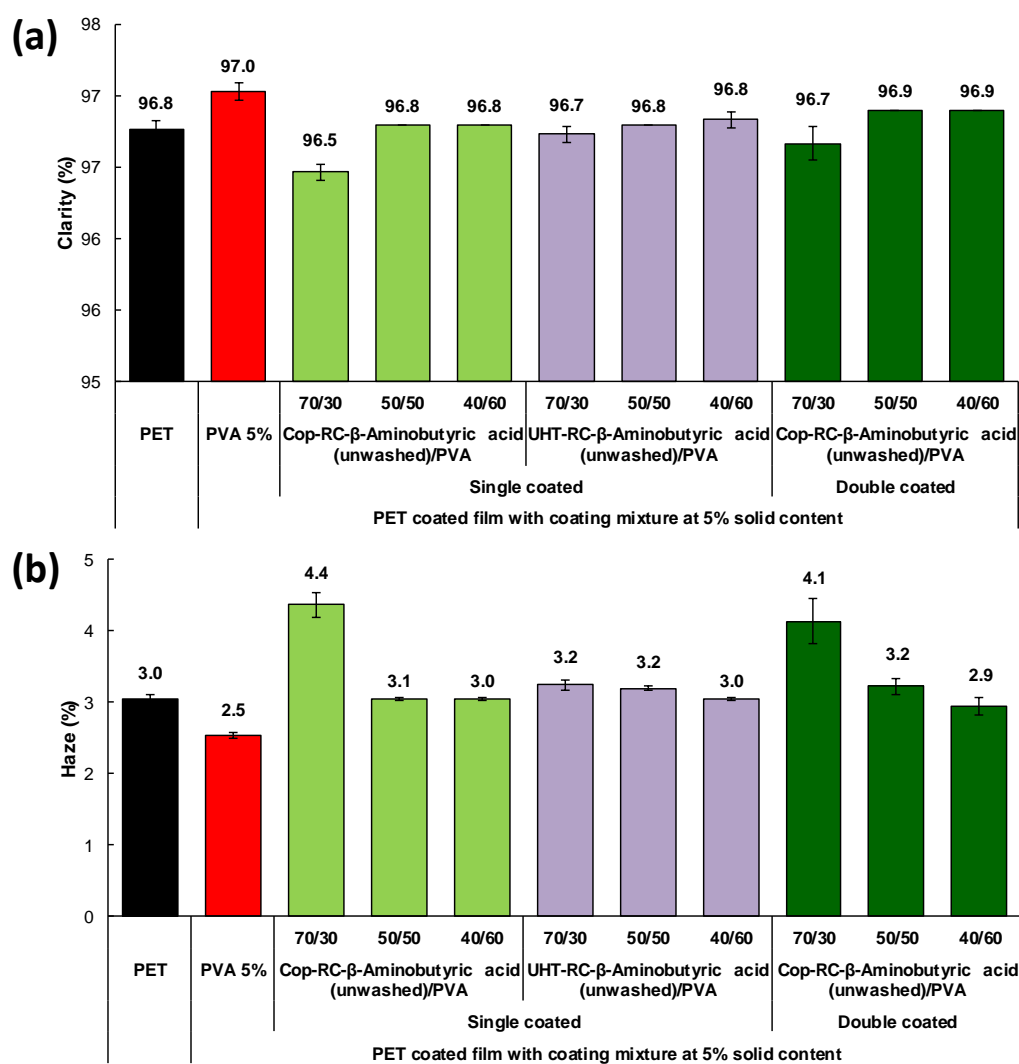 (a)
98
97
97
96
96
95
Clarity (%)
96.8
97.0
96.5
96.8
96.8
96.7
96.8
96.8
96.7
96.9
96.9
70/30 50/50 40/60 70/30 50/50 40/60 70/30 50/50 40/60
PET PVA 5% Cop-RC-β-Aminobutyric acid (unwashed)/PVA UHT-RC-β-Aminobutyric acid (unwashed)/PVA Cop-RC-β-Aminobutyric acid (unwashed)/PVA
Single coated Double coated
PET coated film with coating mixture at 5% solid content
(b)
5
4
3
2
1
0
Haze (%)
3.0
2.5
4.4
3.1
3.0
3.2
3.2
3.0
4.1
3.2
2.9
70/30 50/50 40/60 70/30 50/50 40/60 70/30 50/50 40/60
PET PVA 5% Cop-RC-β-Aminobutyric acid (unwashed)/PVA UHT-RC-β-Aminobutyric acid (unwashed)/PVA Cop-RC-β-Aminobutyric acid (unwashed)/PVA
Single coated Double coated
PET coated film with coating mixture at 5% solid content